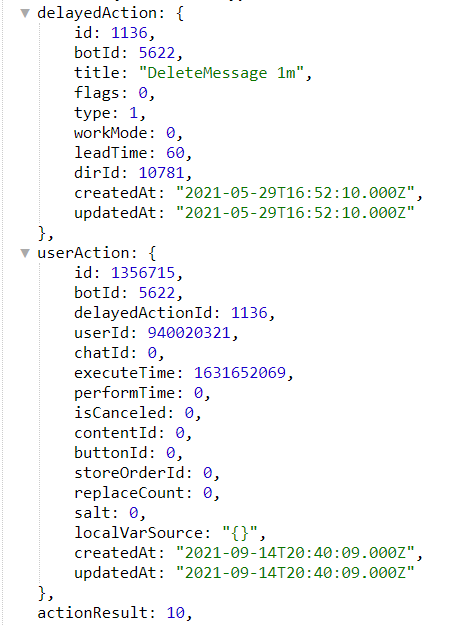 delayedAction: {
id: 1136,
botId: 5622,
title: "DeleteMessage 1m",
flags: 0,
type: 1,
workMode: 0,
leadTime: 60,
dirId: 10781,
createdAt: "2021-05-29T16:52:10.000Z",
updatedAt: "2021-05-29T16:52:10.000Z"
},
userAction: {
id: 1356715,
botId: 5622,
delayedActionId: 1136,
userId: 940020321,
chatId: 0,
executeTime: 1631652069,
performTime: 0,
isCanceled: 0,
contentId: 0,
buttonId: 0,
storeOrderId: 0,
replaceCount: 0,
salt: 0,
localVarSource: "{}",
createdAt: "2021-09-14T20:40:09.000Z",
updatedAt: "2021-09-14T20:40:09.000Z"
},
actionResult: 10,